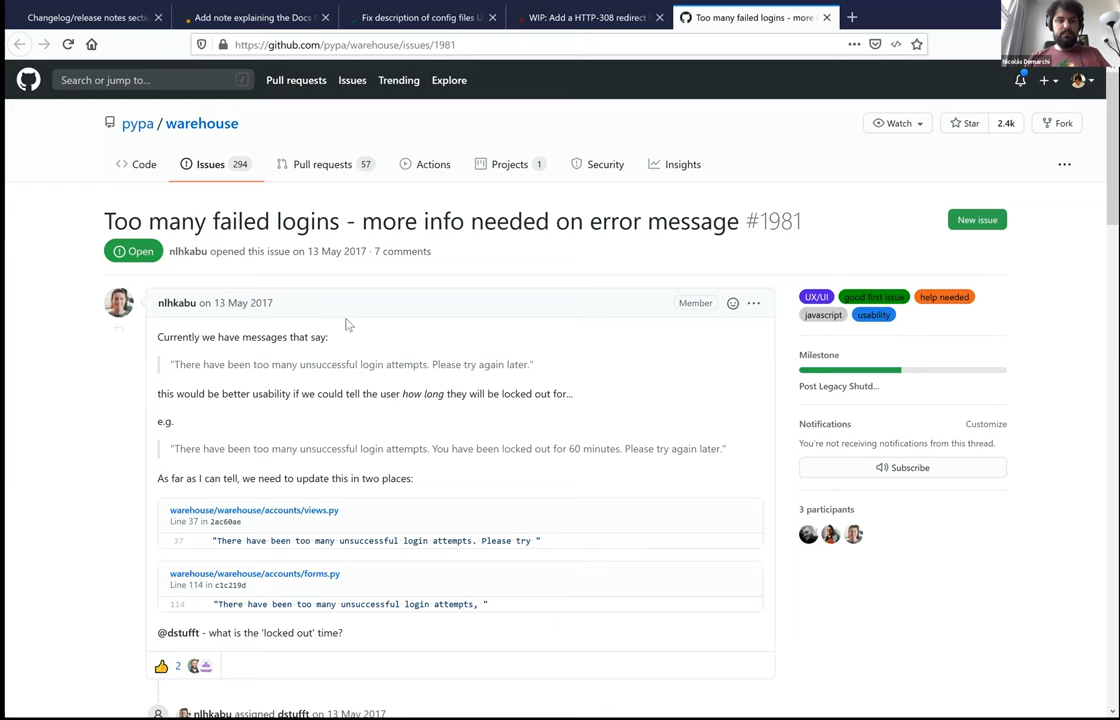 Changelog/release notes secti
Add note explaining the Docs P
Fix description of config files U
WIP: Add a HTTP-308 redirect f
Too many failed logins - more i
https://github.com/pypa/warehouse/issues/1981
Nicolás Demarchi
Search or jump to... /
Pull requests Issues Trending Explore
pypa / warehouse
Watch Star 2.4k Fork
Code Issues 294 Pull requests 57 Actions Projects 1 Security Insights
Too many failed logins - more info needed on error message #1981
New issue
Open nlhkabu opened this issue on 13 May 2017 · 7 comments
nlhkabu on 13 May 2017
Member
Currently we have messages that say:
"There have been too many unsuccessful login attempts. Please try again later."
this would be better usability if we could tell the user how long they will be locked out for...
e.g.
"There have been too many unsuccessful login attempts. You have been locked out for 60 minutes. Please try again later."
As far as I can tell, we need to update this in two places:
warehouse/warehouse/accounts/views.py
Line 37 in 2ac60ae
37 "There have been too many unsuccessful login attempts. Please try "
warehouse/warehouse/accounts/forms.py
Line 114 in c1c219d
114 "There have been too many unsuccessful login attempts, "
@dstufft - what is the 'locked out' time?
2
nlhkabu assigned dstufft on 13 May 2017
UX/UI good first issue help needed
javascript usability
Milestone
Post Legacy Shutd...
Notifications Customize
You're not receiving notifications from this thread.
Subscribe
3 participants